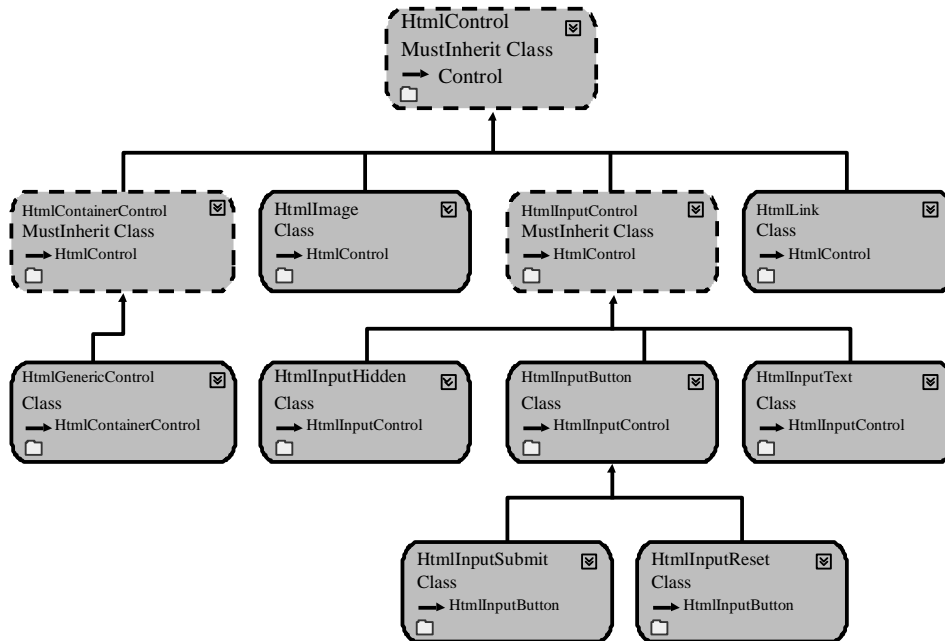 HtmlControl
MustInherit Class
Control
HtmlContainerControl
MustInherit Class
HtmlControl
HtmlImage
Class
HtmlControl
HtmlInputControl
MustInherit Class
HtmlControl
HtmlLink
Class
HtmlControl
HtmlGenericControl
Class
HtmlContainerControl
HtmlInputHidden
Class
HtmlInputControl
HtmlInputButton
Class
HtmlInputControl
HtmlInputText
Class
HtmlInputControl
HtmlInputSubmit
Class
HtmlInputButton
HtmlInputReset
Class
HtmlInputButton